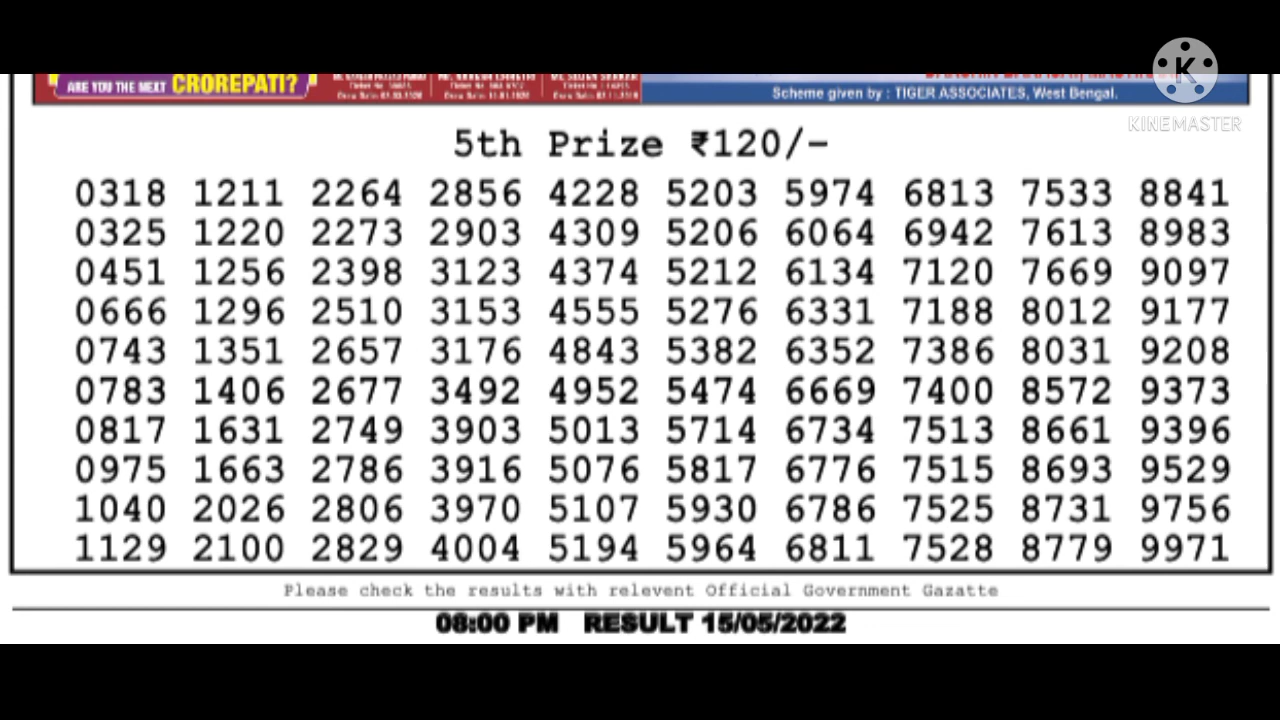 KINEMASTER
ARE YOU THE NEXT CROREPATI?
Scheme given by : TIGER ASSOCIATES, West Bengal.
5th Prize ₹120/-
0318 1211 2264 2856 4228 5203 5974 6813 7533 8841
0325 1220 2273 2903 4309 5206 6064 6942 7613 8983
0451 1256 2398 3123 4374 5212 6134 7120 7669 9097
0666 1296 2510 3153 4555 5276 6331 7188 8012 9177
0743 1351 2657 3176 4843 5382 6352 7386 8031 9208
0783 1406 2677 3492 4952 5474 6669 7400 8572 9373
0817 1631 2749 3903 5013 5714 6734 7513 8661 9396
0975 1663 2786 3916 5076 5817 6776 7515 8693 9529
1040 2026 2806 3970 5107 5930 6786 7525 8731 9756
1129 2100 2829 4004 5194 5964 6811 7528 8779 9971
Please check the results with relevent Official Government Gazatte
08:00 PM RESULT 15/05/2022